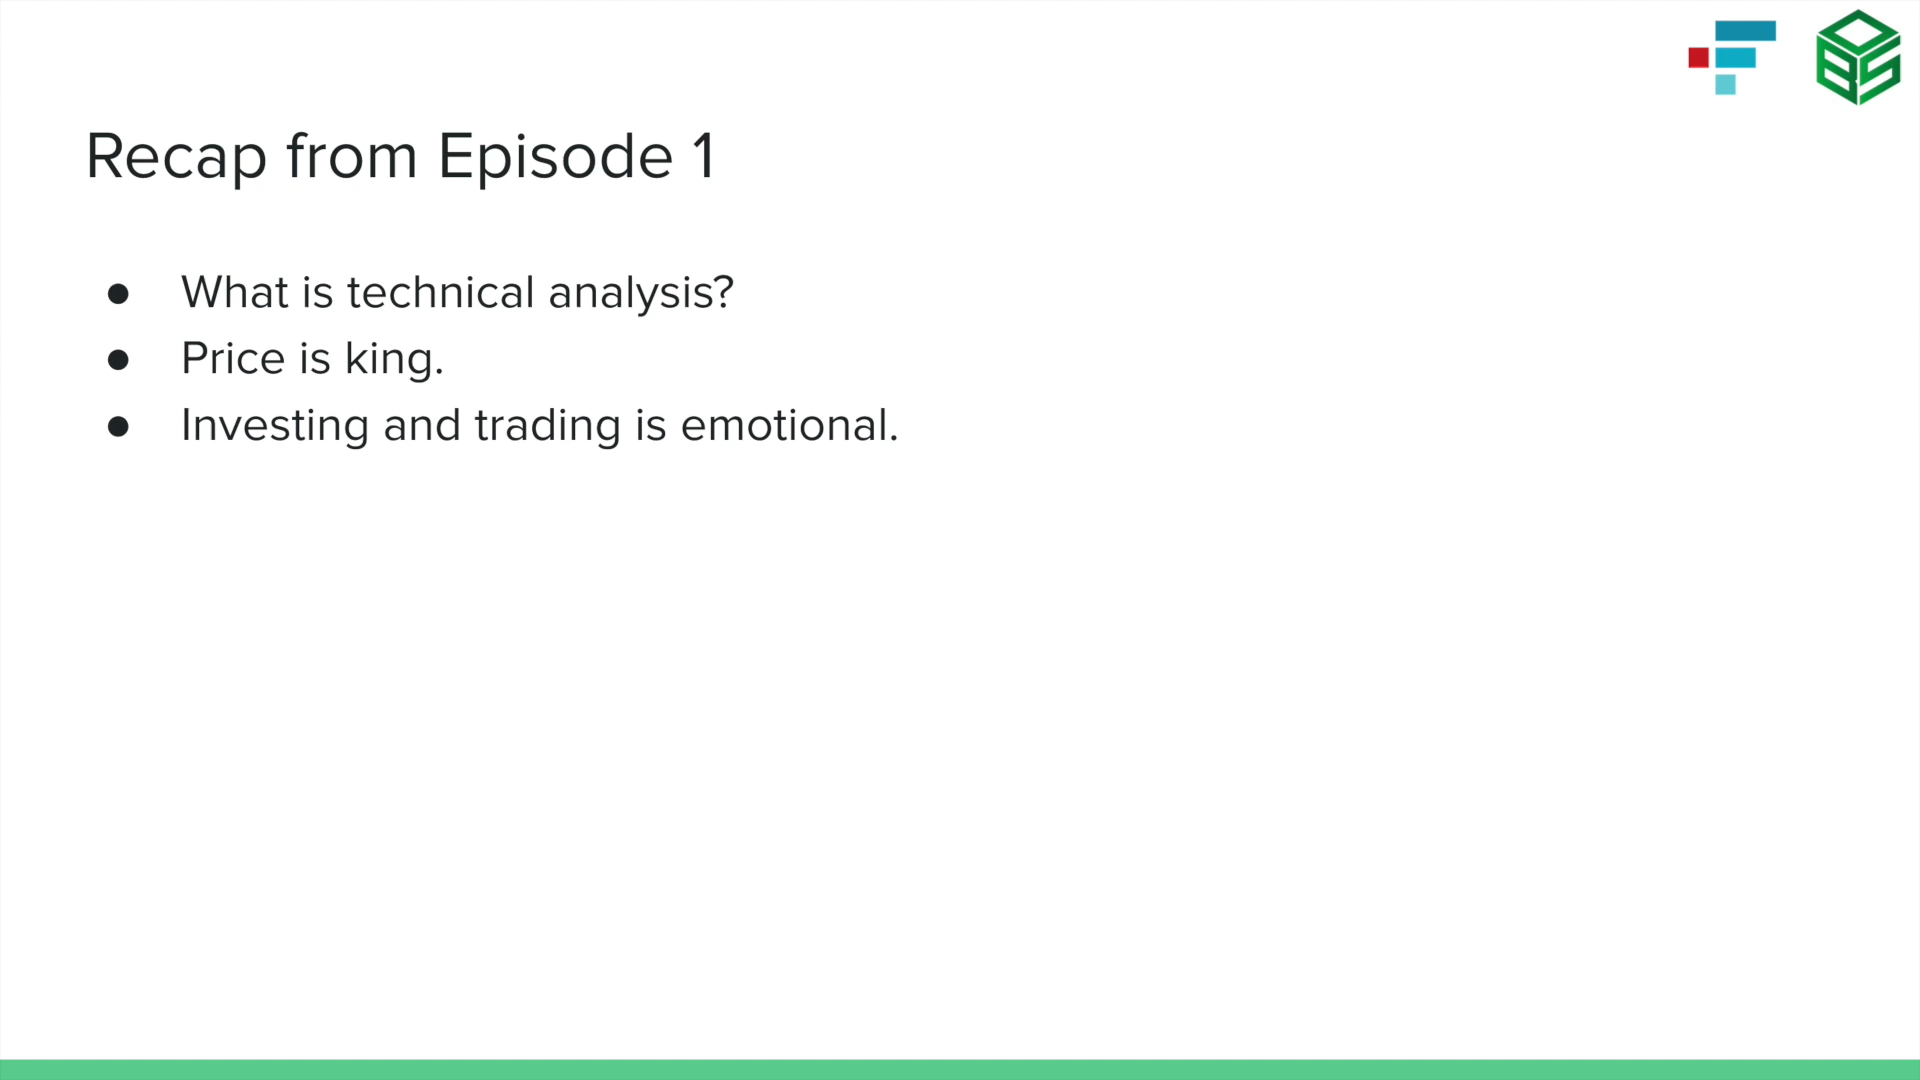 Recap from Episode 1
● What is technical analysis?
● Price is king.
● Investing and trading is emotional.